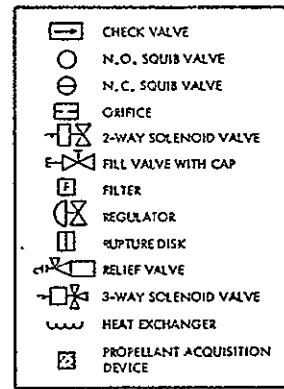 CHECK VALVE
N.O. SQUIB VALVE
N.C. SQUIB VALVE
ORIFICE
2-WAY SOLENOID VALVE
FILL VALVE WITH CAP
F FILTER
REGULATOR
RUPTURE DISK
RELIEF VALVE
3-WAY SOLENOID VALVE
HEAT EXCHANGER
PROPELLANT ACQUISITION
DEVICE